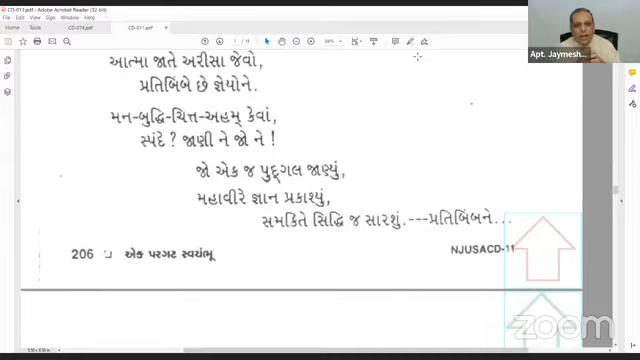 CD-011.pdf - Adobe Acrobat Reader (32-bit)
File Edit View Sign Window Help
Home Tools CD-074.pdf CD-011.pdf
Apt. Jaymesh...
આત્મા જાતે અરીસા જેવો,
પ્રતિબિંબે છે જ્ઞેયોને.
મન-બુદ્ધિ-ચિત્ત-અહમ્ કેવાં,
સ્પંદે? જાણી ને જો ને!
જો એક જ પુદ્ગલ જાણ્યું,
મહાવીરે જ્ઞાન પ્રકાશ્યું,
સમકિતે સિદ્ધિ જ સારશું.---પ્રતિબિંબને...
206 એક પરગટ સ્વયંભૂ NJUSACD-11
zoom